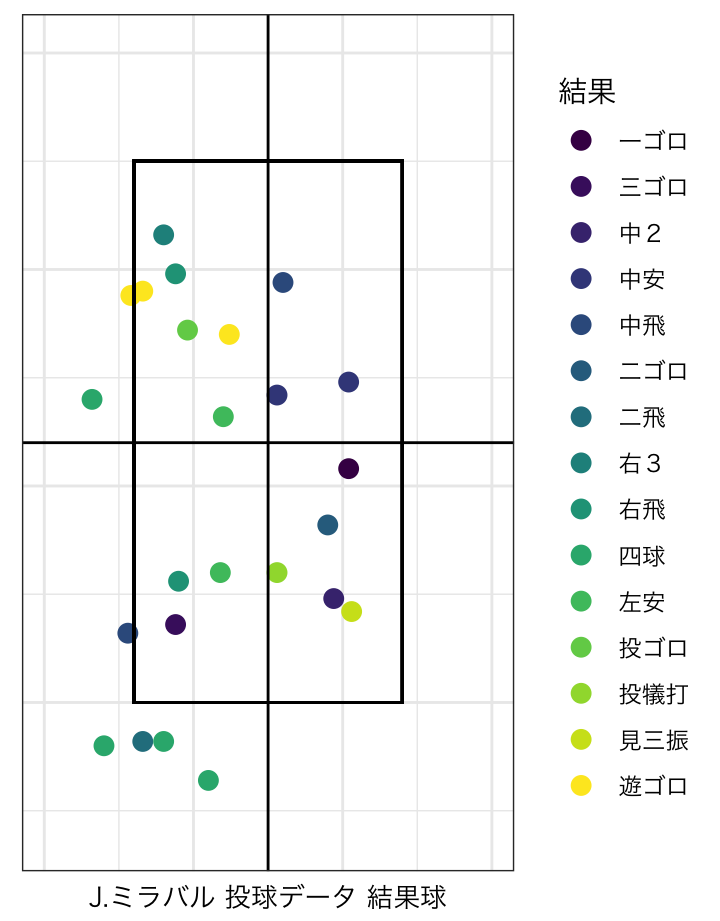 結果
一ゴロ
三ゴロ
中２
中安
中飛
二ゴロ
二飛
右３
右飛
四球
左安
投ゴロ
投犠打
見三振
遊ゴロ
J.ミラバル 投球データ 結果球